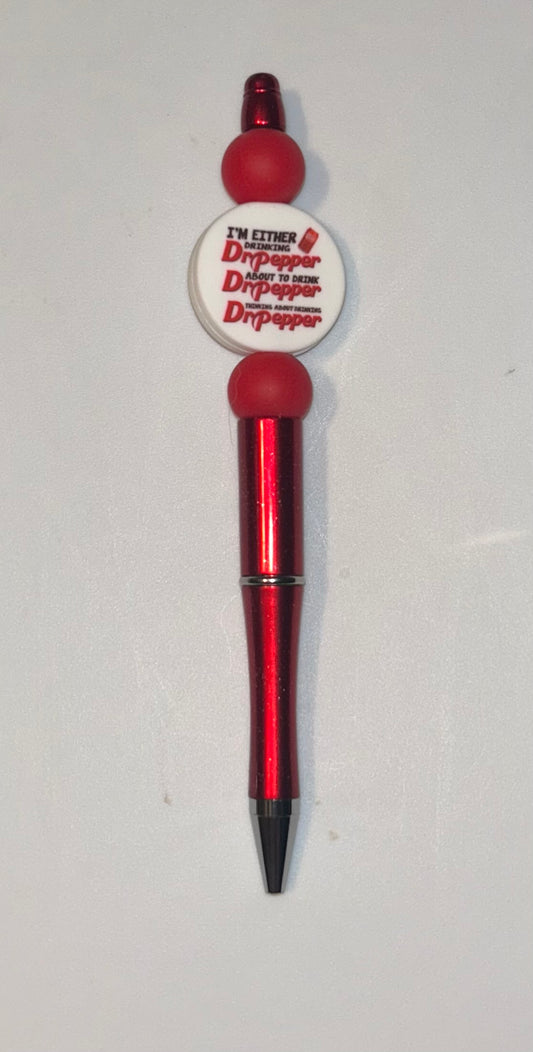 I'M EITHER
DRINKING
DrPepper
ABOUT TO DRINK
DrPepper
THINKING ABOUT DRINKING
DrPepper